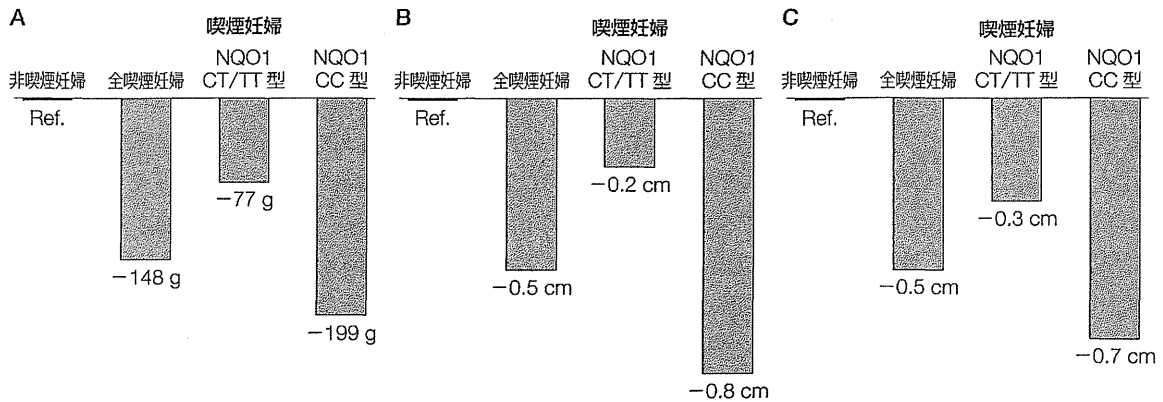 A
喫煙妊婦
非喫煙妊婦 全喫煙妊婦 NQO1 CT/TT 型 NQO1 CC 型
Ref.
−77 g
−148 g
−199 g
B
喫煙妊婦
非喫煙妊婦 全喫煙妊婦 NQO1 CT/TT 型 NQO1 CC 型
Ref.
−0.2 cm
−0.5 cm
−0.8 cm
C
喫煙妊婦
非喫煙妊婦 全喫煙妊婦 NQO1 CT/TT 型 NQO1 CC 型
Ref.
−0.3 cm
−0.5 cm
−0.7 cm